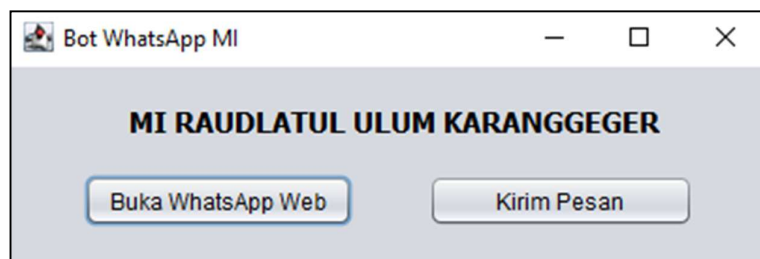 Bot WhatsApp MI
MI RAUDLATUL ULUM KARANGGEGER
Buka WhatsApp Web Kirim Pesan